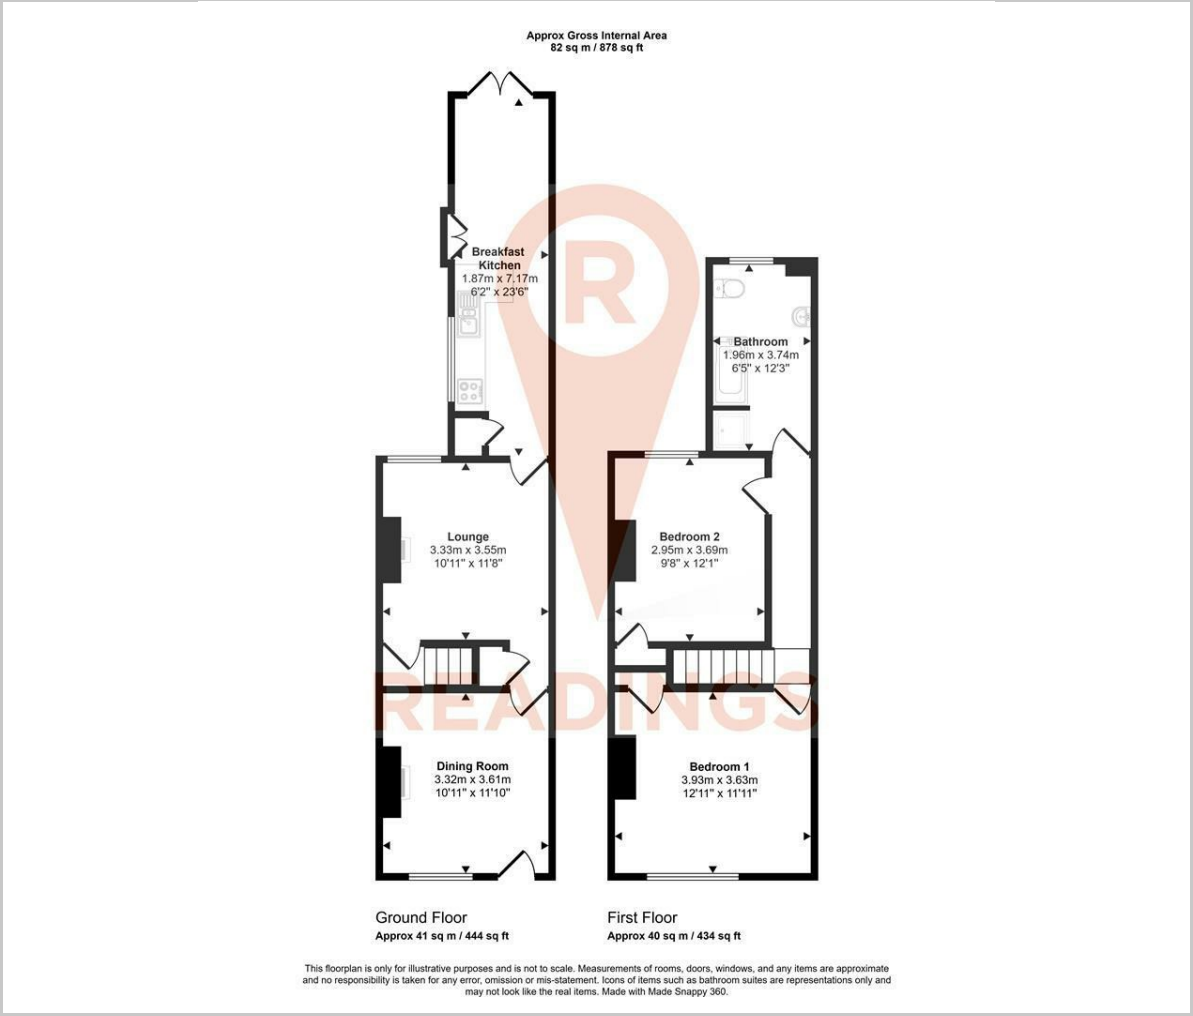 Approx Gross Internal Area
82 sq m / 878 sq ft
Breakfast
Kitchen
1.87m x 7.17m
6'2" x 23'6"
R
Bathroom
1.96m x 3.74m
6'5" x 12'3"
Lounge
3.33m x 3.55m
10'11" x 11'8"
Bedroom 2
2.95m x 3.69m
9'8" x 12'1"
READINGS
Dining Room
3.32m x 3.61m
10'11" x 11'10"
Bedroom 1
3.93m x 3.63m
12'11" x 11'11"
Ground Floor
Approx 41 sq m / 444 sq ft
First Floor
Approx 40 sq m / 434 sq ft
This floorplan is only for illustrative purposes and is not to scale. Measurements of rooms, doors, windows, and any items are approximate
and no responsibility is taken for any error, omission or mis-statement. Icons of items such as bathroom suites are representations only and
may not look like the real items. Made with Made Snappy 360.